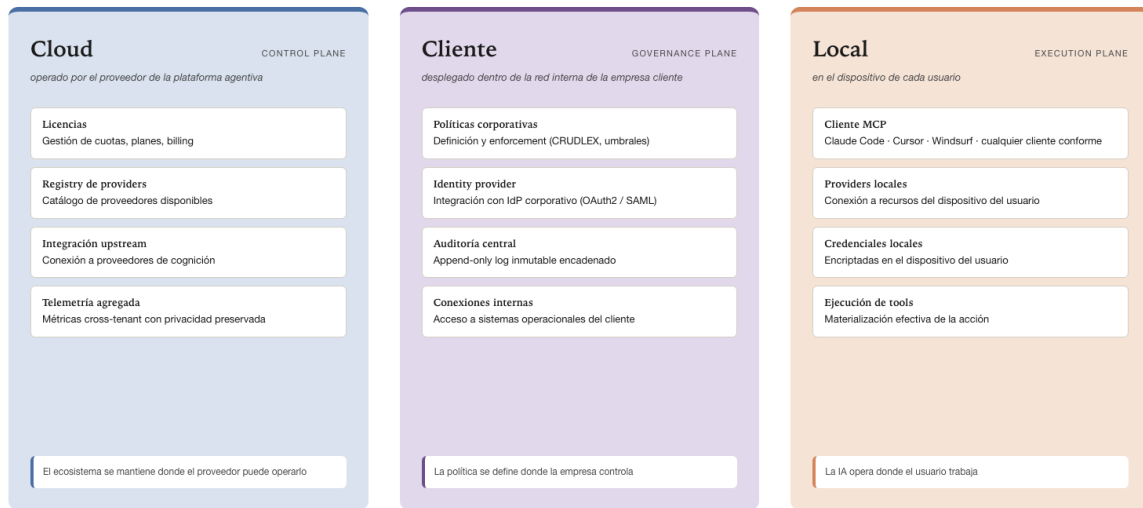 Cloud
CONTROL PLANE
operado por el proveedor de la plataforma agentiva
Licencias
Gestión de cuotas, planes, billing
Registry de providers
Catálogo de proveedores disponibles
Integración upstream
Conexión a proveedores de cognición
Telemetría agregada
Métricas cross-tenant con privacidad preservada
El ecosistema se mantiene donde el proveedor puede operarlo
Cliente
GOVERNANCE PLANE
desplegado dentro de la red interna de la empresa cliente
Políticas corporativas
Definición y enforcement (CRUDLEX, umbrales)
Identity provider
Integración con IdP corporativo (OAuth2 / SAML)
Auditoría central
Append-only log inmutable encadenado
Conexiones internas
Acceso a sistemas operacionales del cliente
La política se define donde la empresa controla
Local
EXECUTION PLANE
en el dispositivo de cada usuario
Cliente MCP
Claude Code · Cursor · Windsurf · cualquier cliente conforme
Providers locales
Conexión a recursos del dispositivo del usuario
Credenciales locales
Encriptadas en el dispositivo del usuario
Ejecución de tools
Materialización efectiva de la acción
La IA opera donde el usuario trabaja